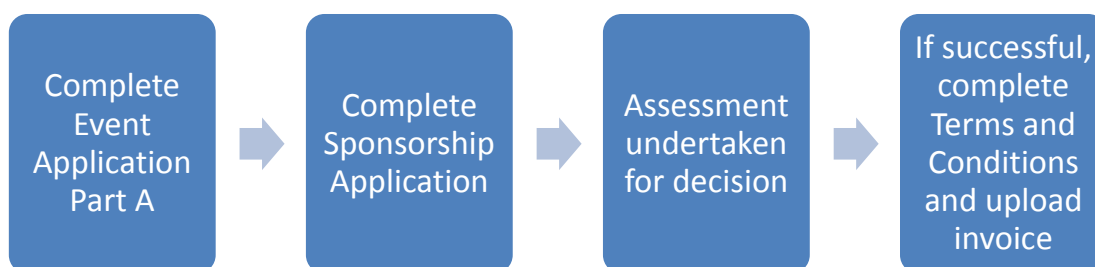 Complete
Event
Application
Part A
Complete
Sponsorship
Application
Assessment
undertaken
for decision
If successful,
complete
Terms and
Conditions
and upload
invoice